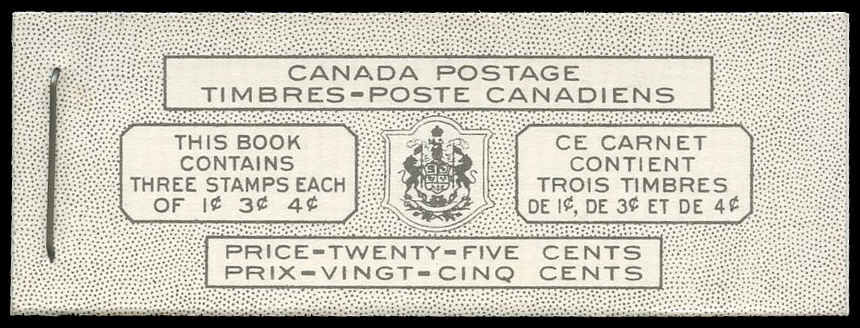 CANADA POSTAGE
TIMBRES-POSTE CANADIENS
THIS BOOK
CONTAINS
THREE STAMPS EACH
OF 1¢ 3¢ 4¢
CE CARNET
CONTIENT
TROIS TIMBRES
DE 1¢, DE 3¢ ET DE 4¢
PRICE-TWENTY-FIVE CENTS
PRIX-VINGT-CINQ CENTS